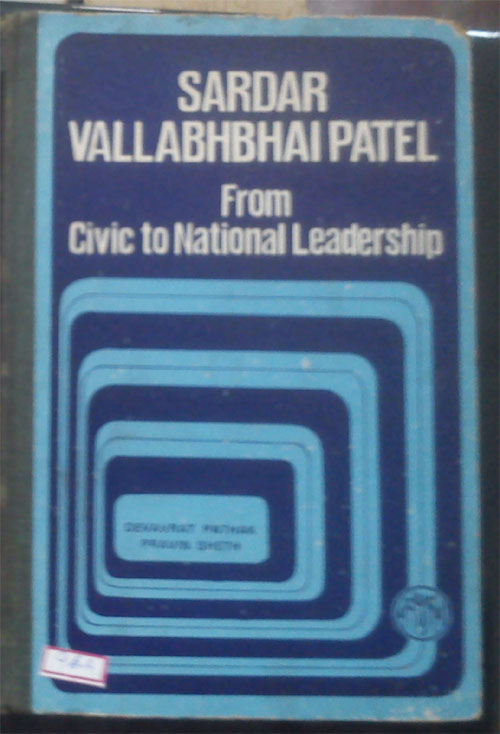 SARDAR
VALLABHBHAI PATEL
From
Civic to National Leadership
DEVAVRAT PATHAK
PRAVIN SHETH